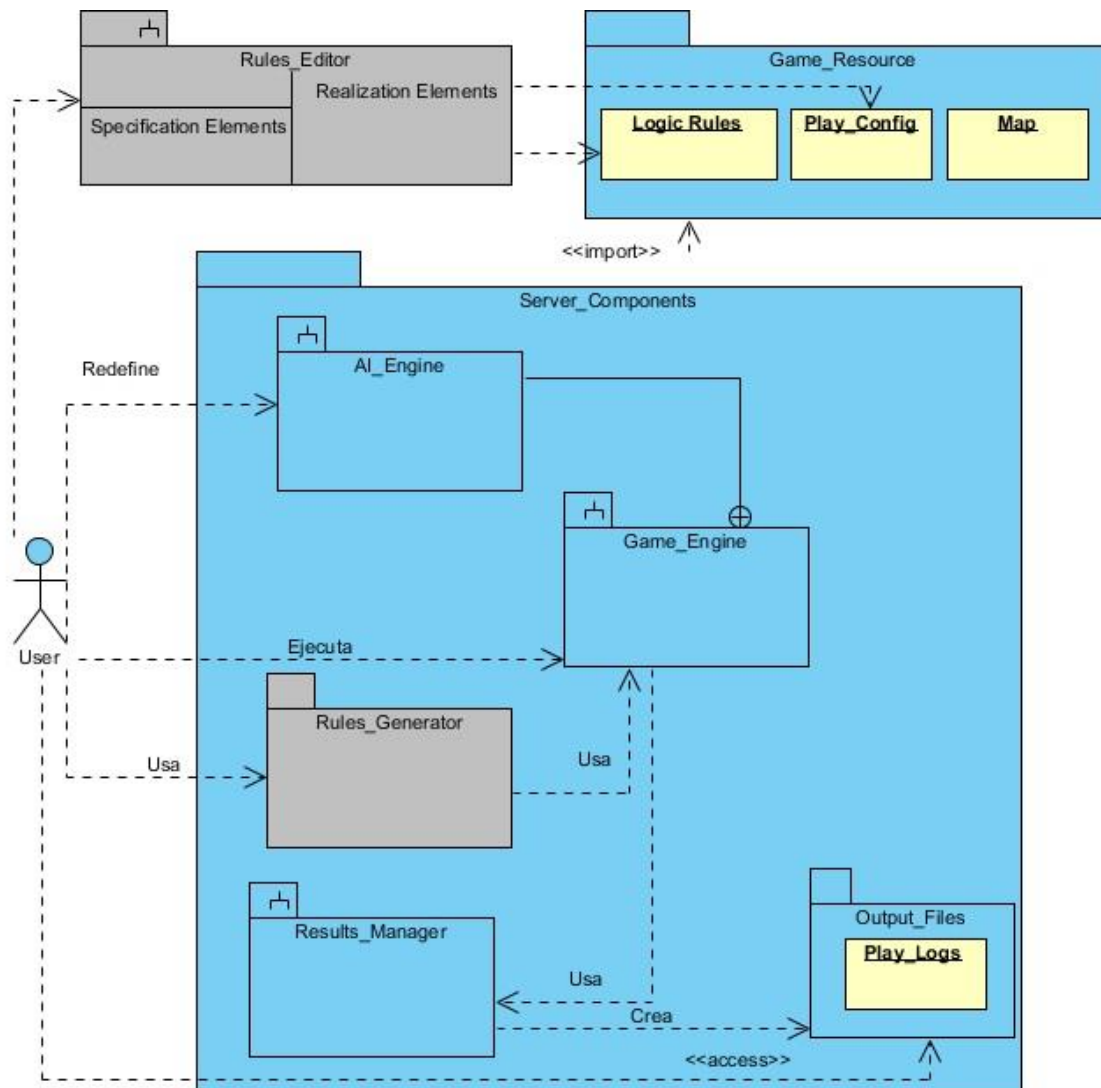 Rules_Editor
Realization Elements
Specification Elements
Game_Resource
Logic Rules
Play_Config
Map
<<import>>
Server_Components
AI_Engine
Redefine
Game_Engine
User
Ejecuta
Rules_Generator
Usa
Usa
Results_Manager
Usa
Crea
Output_Files
Play_Logs
<<access>>